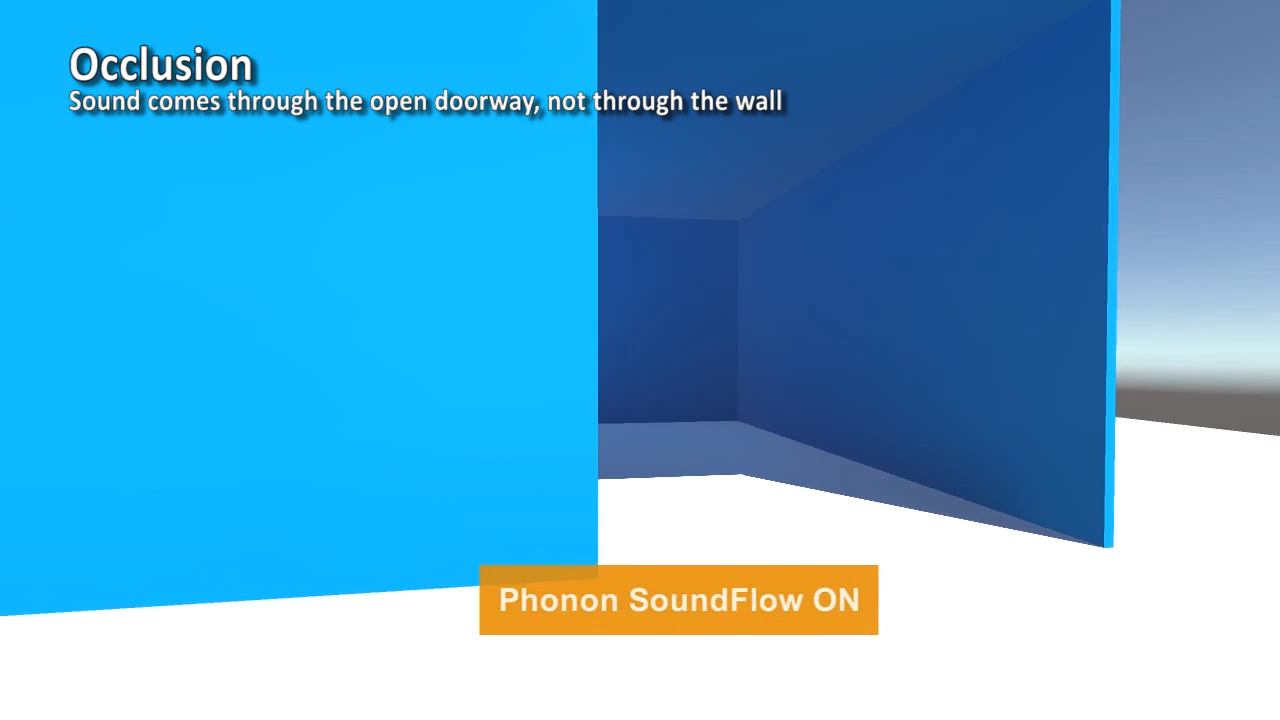 Occlusion
Sound comes through the open doorway, not through the wall
Phonon SoundFlow ON